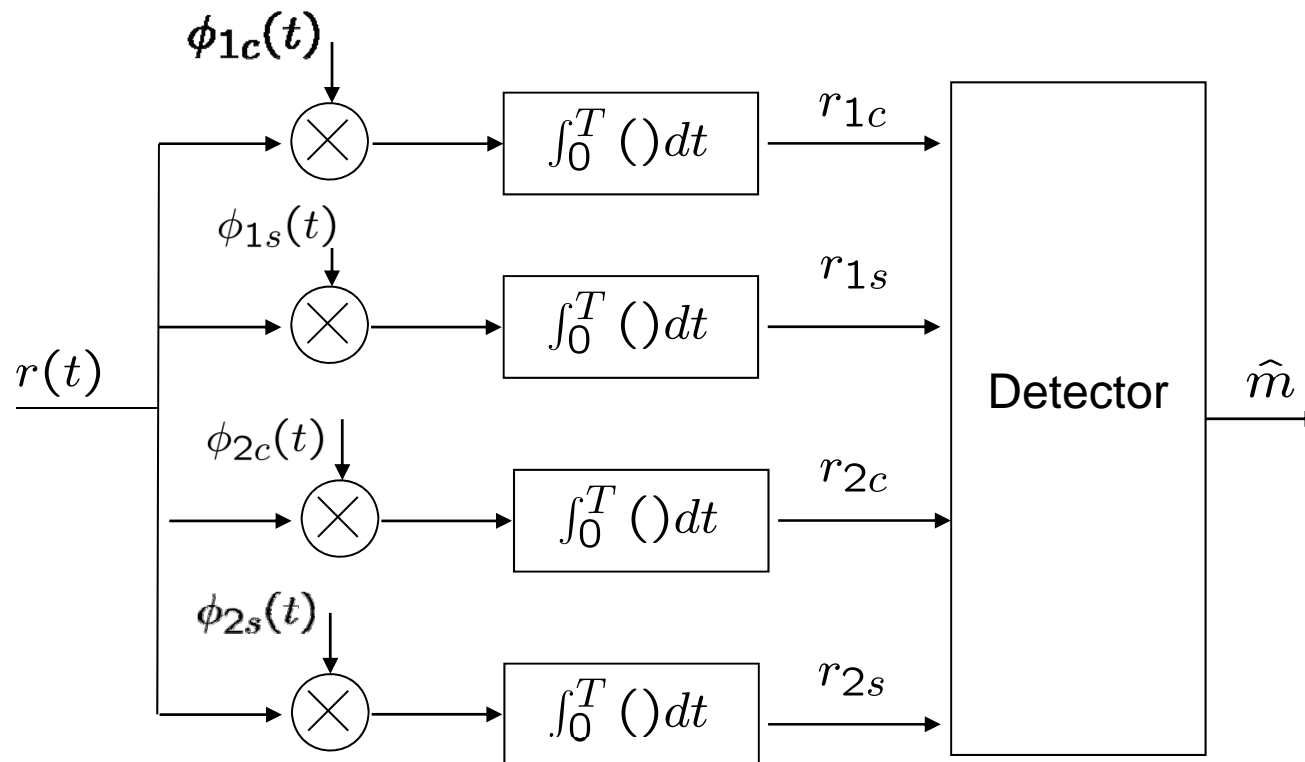 ϕ₁c(t)
∫₀ᵀ ()dt
r₁c
ϕ₁s(t)
∫₀ᵀ ()dt
r₁s
r(t)
Detector
m̂
ϕ₂c(t)
∫₀ᵀ ()dt
r₂c
ϕ₂s(t)
∫₀ᵀ ()dt
r₂s